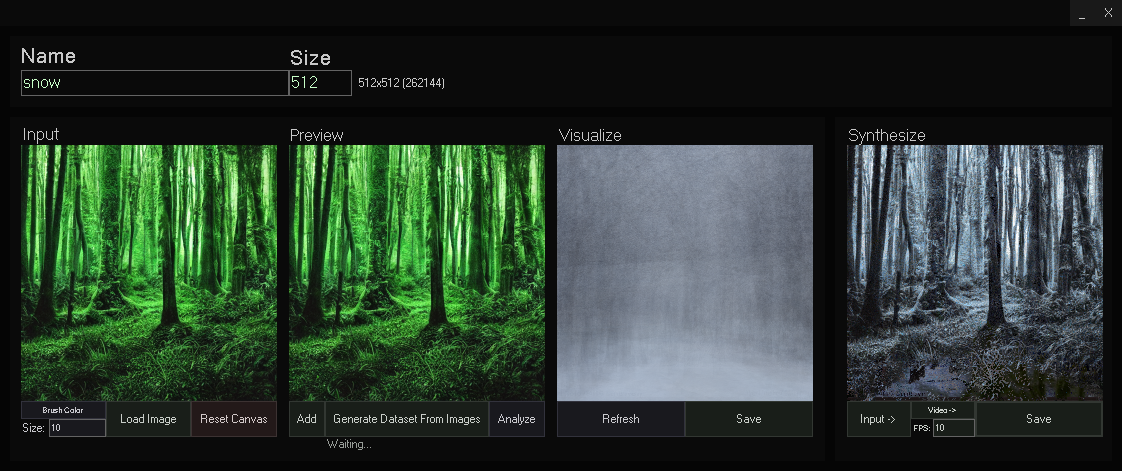 _ X
Name Size
snow 512 512x512 (262144)
Input Preview Visualize Synthesize
Brush Color Load Image Reset Canvas Add Generate Dataset From Images Analyze Refresh Save Input -> Video -> Save
Size: 10 FPS: 10
Waiting...